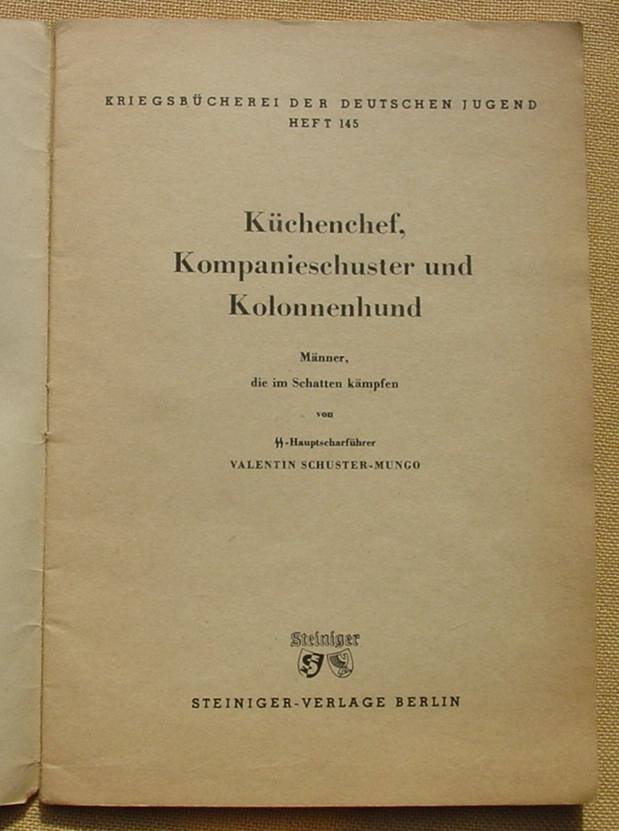 KRIEGSBÜCHEREI DER DEUTSCHEN JUGEND
HEFT 145
Küchenchef,
Kompanieschuster und
Kolonnenhund
Männer,
die im Schatten kämpfen
von
ᛋᛋ-Hauptscharführer
VALENTIN SCHUSTER-MUNGO
Steiniger
STEINIGER-VERLAGE BERLIN